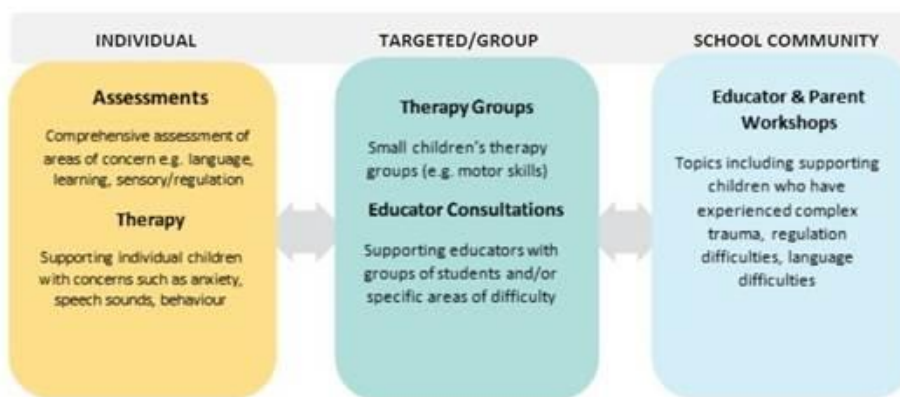 INDIVIDUAL
TARGETED/GROUP
SCHOOL COMMUNITY
Assessments
Comprehensive assessment of
areas of concern e.g. language,
learning, sensory/regulation
Therapy
Supporting individual children
with concerns such as anxiety,
speech sounds, behaviour
Therapy Groups
Small children's therapy
groups (e.g. motor skills)
Educator Consultations
Supporting educators with
groups of students and/or
specific areas of difficulty
Educator & Parent
Workshops
Topics including supporting
children who have
experienced complex
trauma, regulation
difficulties, language
difficulties